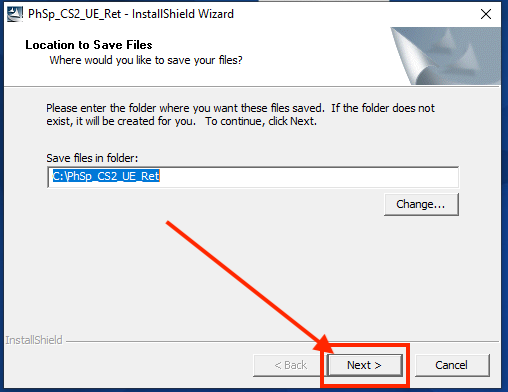 PhSp_CS2_UE_Ret - InstallShield Wizard
Location to Save Files
Where would you like to save your files?
Please enter the folder where you want these files saved.  If the folder does
not exist, it will be created for you.   To continue, click Next.
Save files in folder:
C:\PhSp_CS2_UE_Ret
Change...
InstallShield
< Back
Next >
Cancel